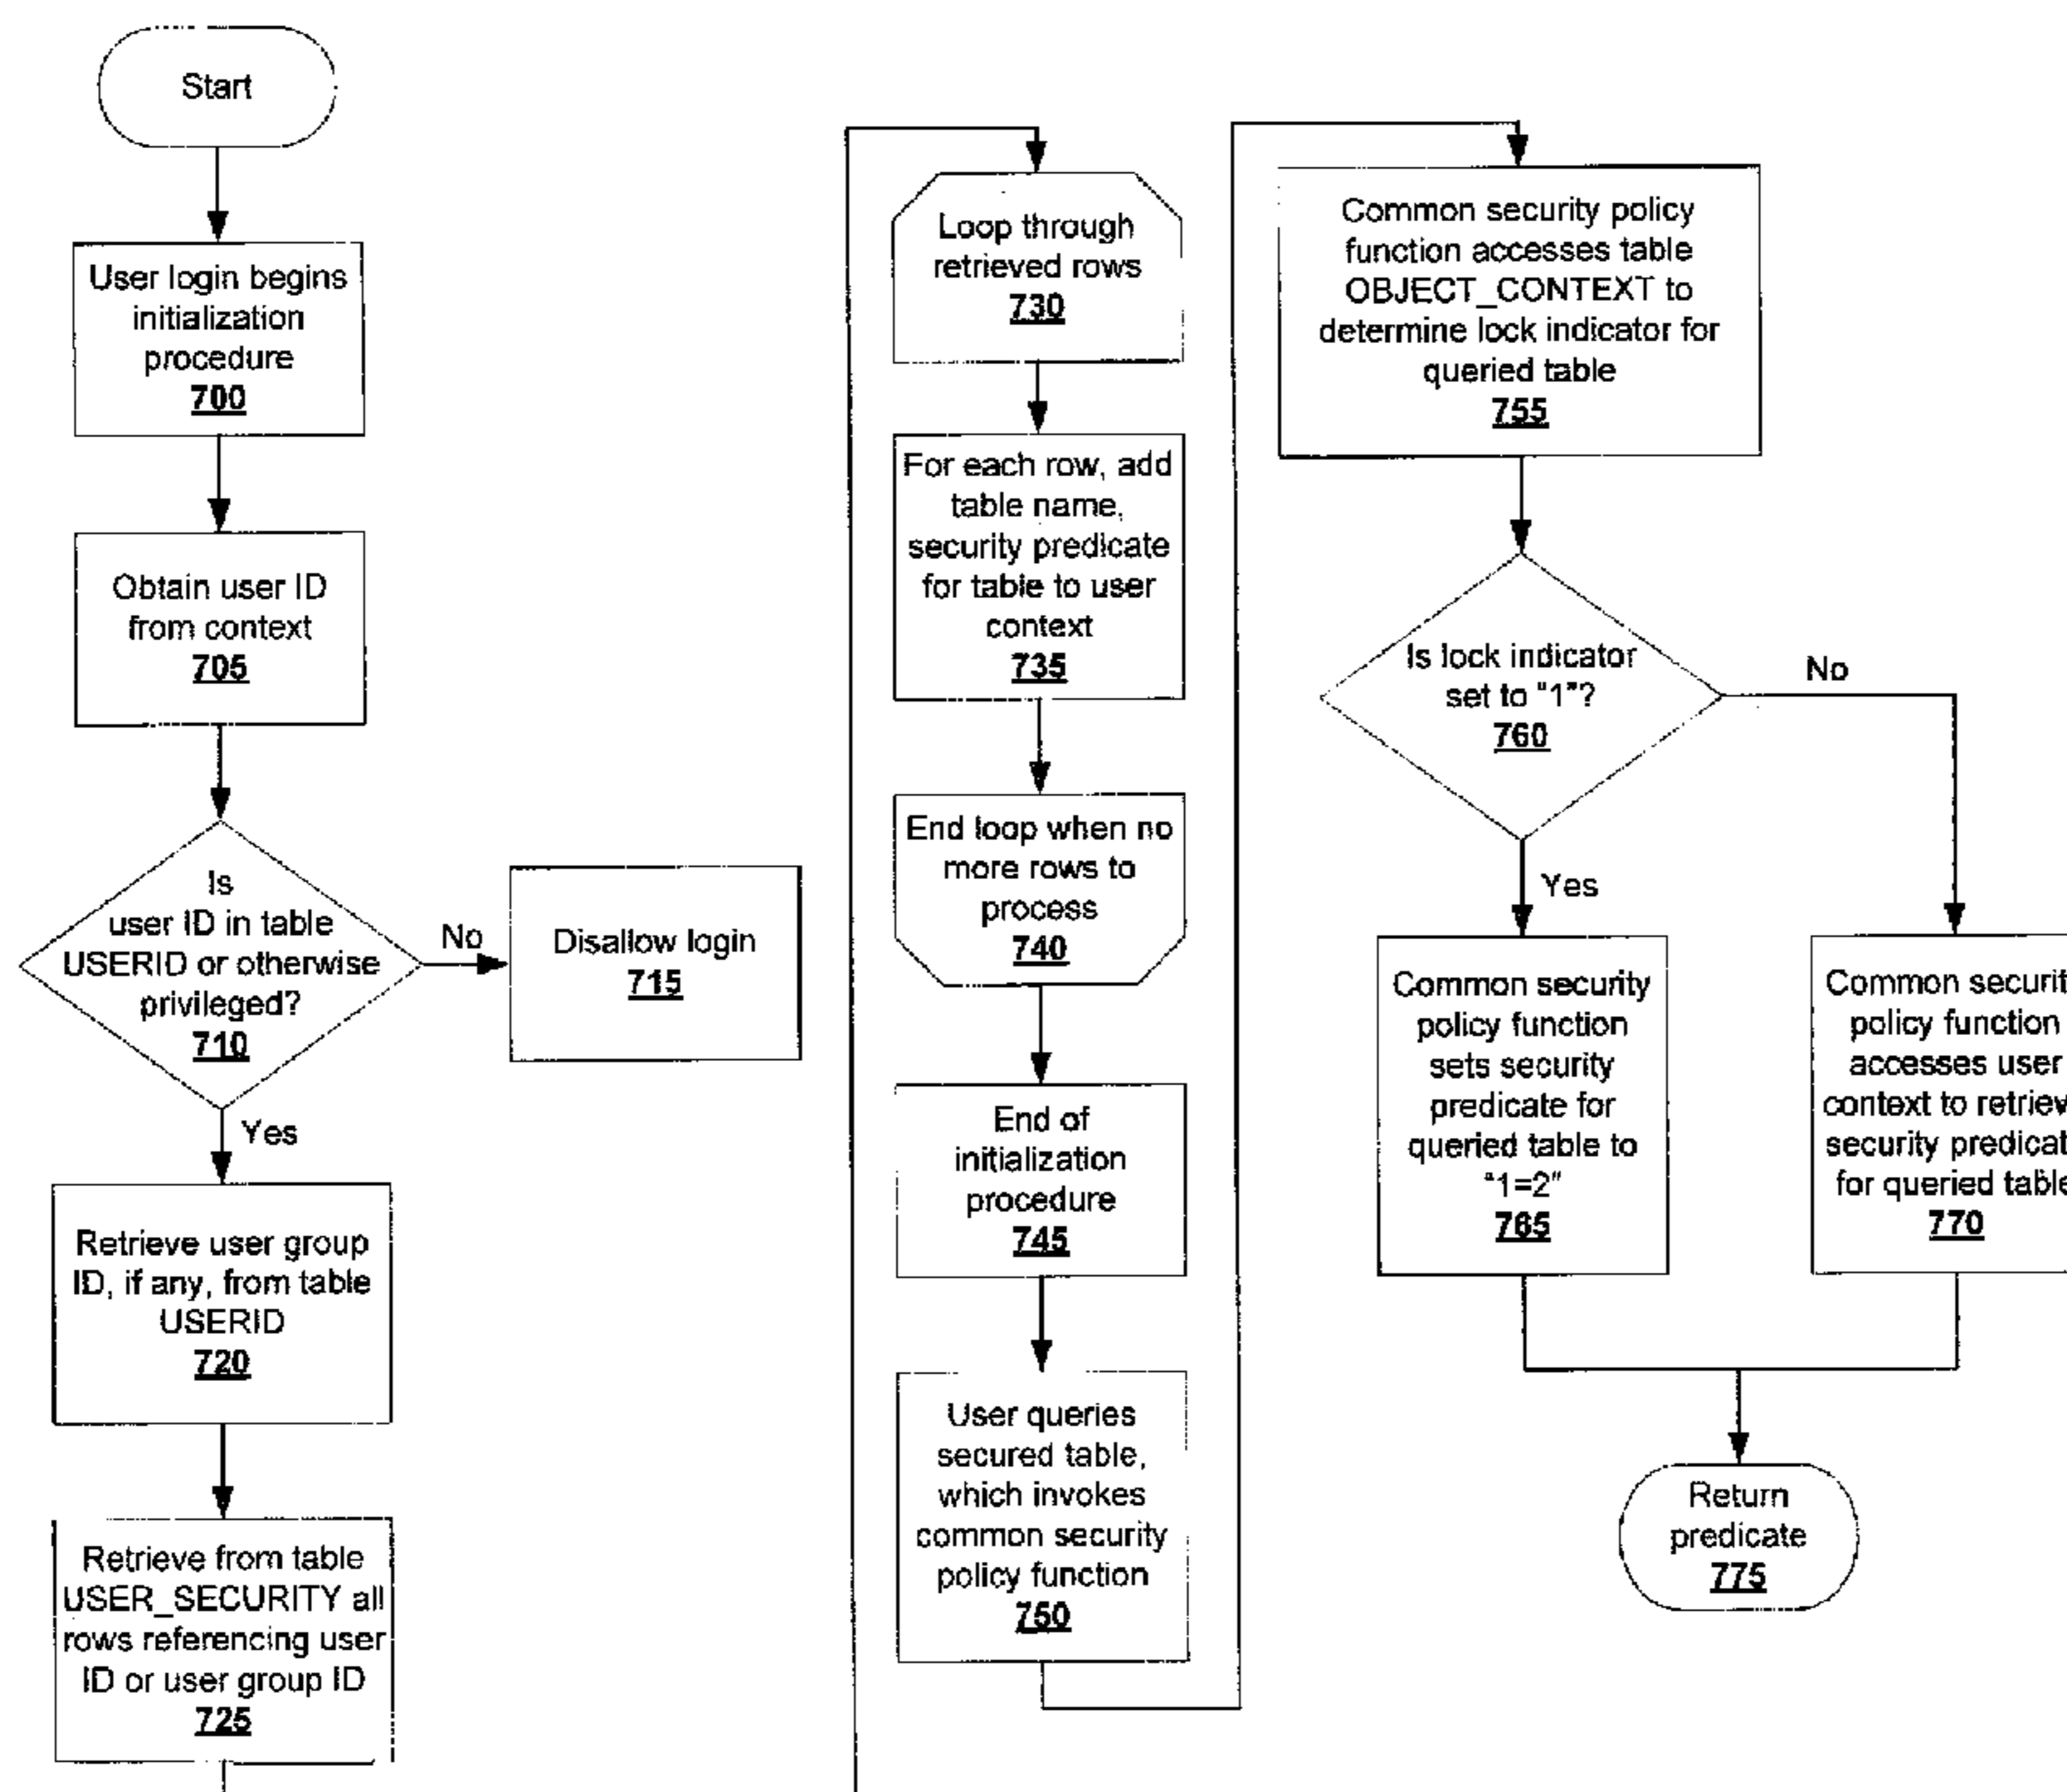 Start
User login begins
initialization
procedure
700
Obtain user ID
from context
705
Is
user ID in table
USERID or otherwise
privileged?
710
No
Disallow login
715
Yes
Retrieve user group
ID, if any, from table
USERID
720
Retrieve from table
USER_SECURITY all
rows referencing user
ID or user group ID
725
Loop through
retrieved rows
730
For each row, add
table name,
security predicate
for table to user
context
735
End loop when no
more rows to
process
740
End of
initialization
procedure
745
User queries
secured table,
which invokes
common security
policy function
750
Common security policy
function accesses table
OBJECT_CONTEXT to
determine lock indicator for
queried table
755
Is lock indicator
set to "1"?
760
No
Yes
Common security
policy function
sets security
predicate for
queried table to
"1=2"
765
Common
policy function
accesses user
context to
security
for queried
770
Return
predicate
775